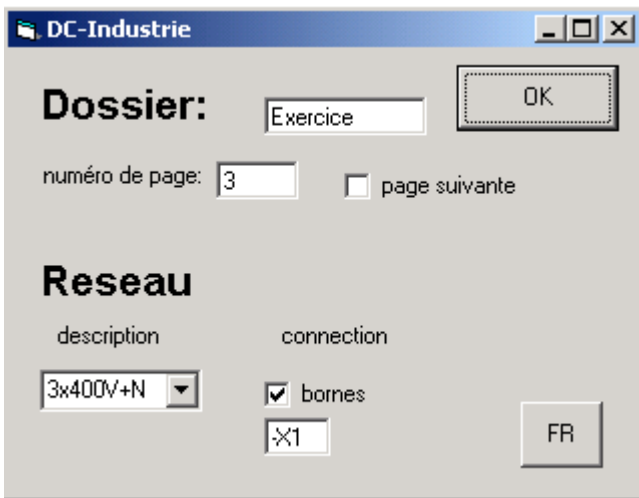 DC-Industrie
Dossier:
Exercice
OK
numéro de page:
3
page suivante
Reseau
description
connection
3x400V+N
bornes
-X1
FR